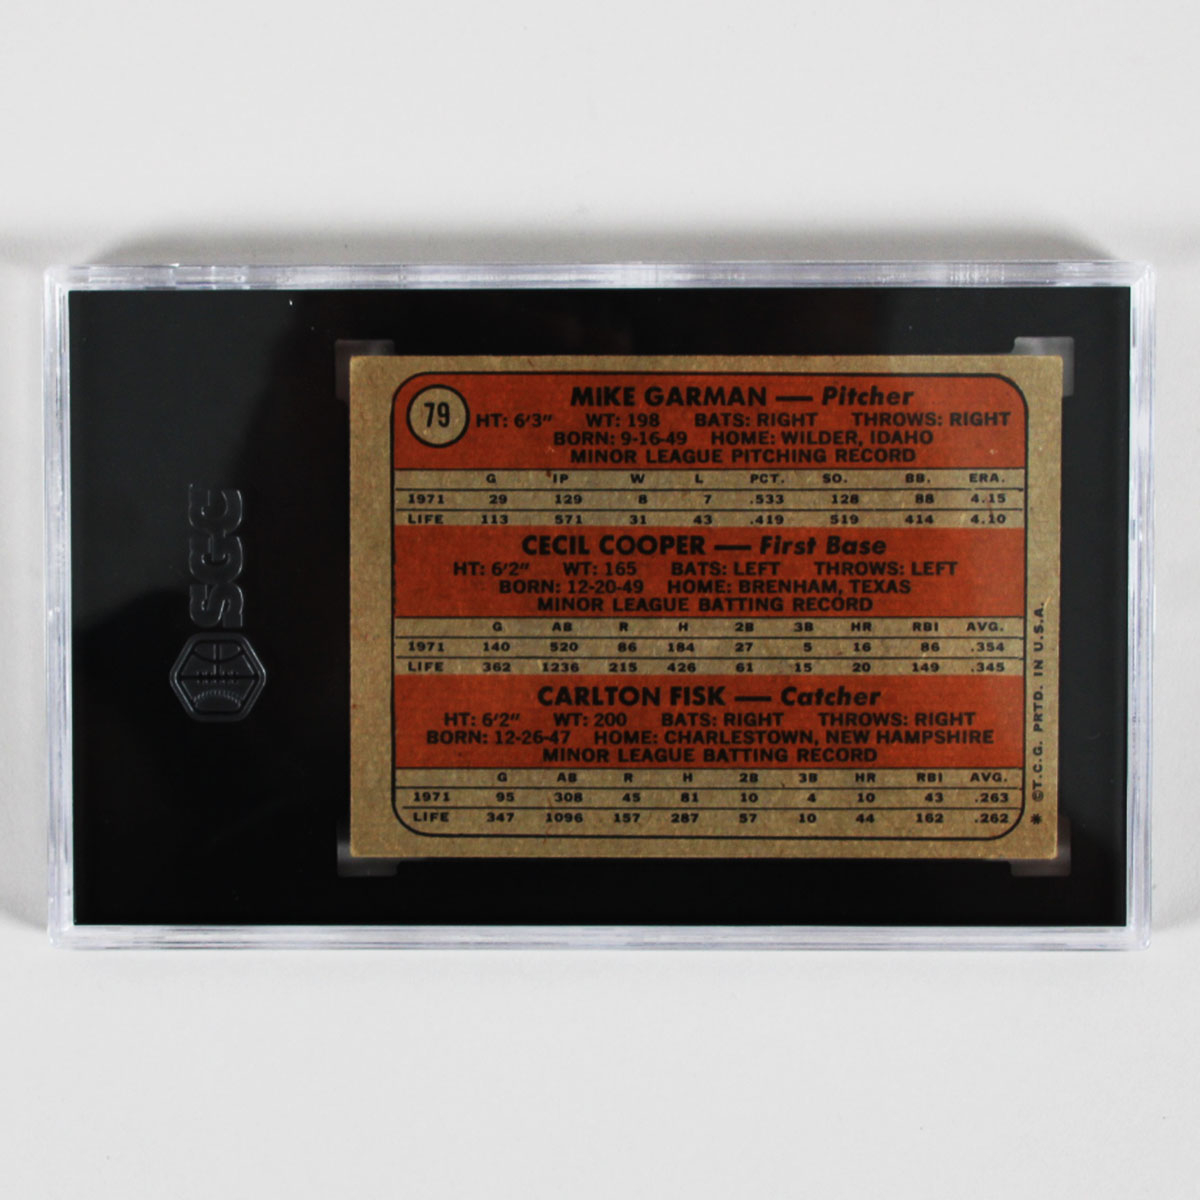 SGC
79
MIKE GARMAN — Pitcher
HT: 6'3" WT: 198 BATS: RIGHT THROWS: RIGHT
BORN: 9-16-49 HOME: WILDER, IDAHO
MINOR LEAGUE PITCHING RECORD
G IP W L PCT. SO. BB. ERA.
1971 29 129 8 7 .533 128 88 4.15
LIFE 113 571 31 43 .419 519 414 4.10
CECIL COOPER — First Base
HT: 6'2" WT: 165 BATS: LEFT THROWS: LEFT
BORN: 12-20-49 HOME: BRENHAM, TEXAS
MINOR LEAGUE BATTING RECORD
G AB R H 2B 3B HR RBI AVG.
1971 140 520 86 184 27 5 16 86 .354
LIFE 362 1236 215 426 61 15 20 149 .345
CARLTON FISK — Catcher
HT: 6'2" WT: 200 BATS: RIGHT THROWS: RIGHT
BORN: 12-26-47 HOME: CHARLESTOWN, NEW HAMPSHIRE
MINOR LEAGUE BATTING RECORD
G AB R H 2B 3B HR RBI AVG.
1971 95 308 45 81 10 4 10 43 .263
LIFE 347 1096 157 287 57 10 44 162 .262
* ©T.C.G. PRTD. IN U.S.A.